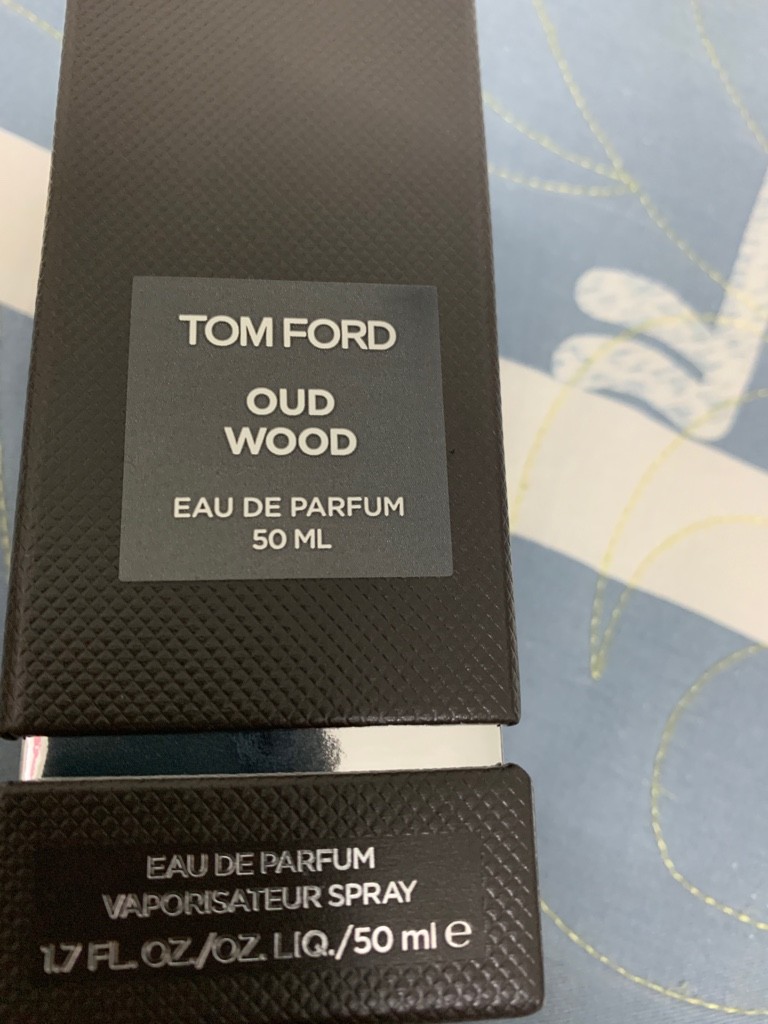 TOM FORD
OUD
WOOD
EAU DE PARFUM
50 ML
EAU DE PARFUM
VAPORISATEUR SPRAY
1.7 FL. OZ./OZ. LIQ./50 ml ℮